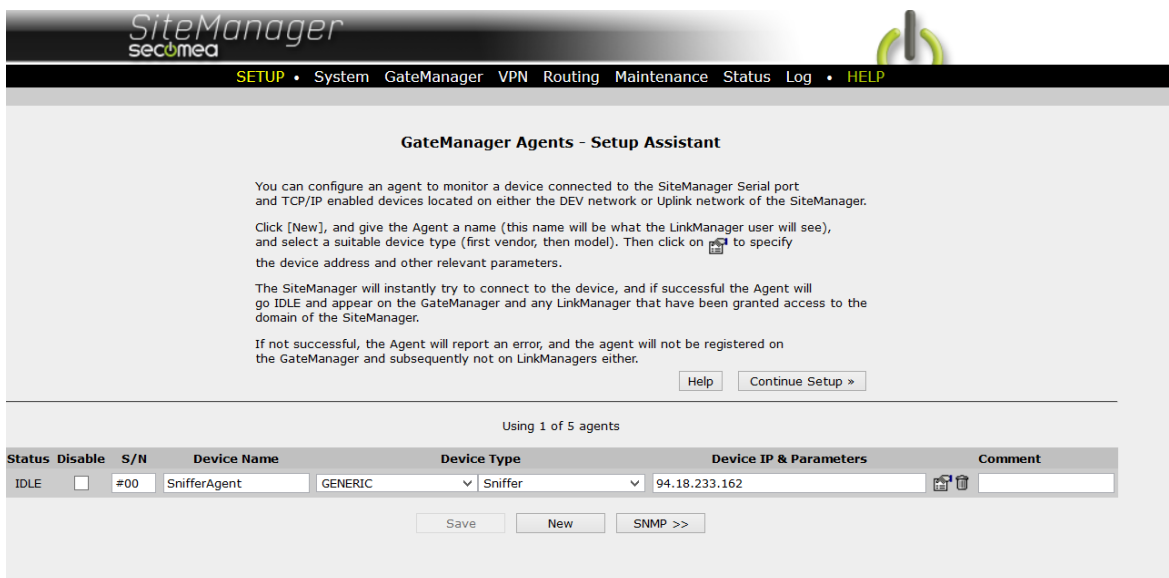 SiteManager
secomea
SETUP • System GateManager VPN Routing Maintenance Status Log • HELP
GateManager Agents - Setup Assistant
You can configure an agent to monitor a device connected to the SiteManager Serial port
and TCP/IP enabled devices located on either the DEV network or Uplink network of the SiteManager.
Click [New], and give the Agent a name (this name will be what the LinkManager user will see),
and select a suitable device type (first vendor, then model). Then click on to specify
the device address and other relevant parameters.
The SiteManager will instantly try to connect to the device, and if successful the Agent will
go IDLE and appear on the GateManager and any LinkManager that have been granted access to the
domain of the SiteManager.
If not successful, the Agent will report an error, and the agent will not be registered on
the GateManager and subsequently not on LinkManagers either.
Help Continue Setup »
Using 1 of 5 agents
Status Disable S/N Device Name Device Type Device IP & Parameters Comment
IDLE #00 SnifferAgent GENERIC Sniffer 94.18.233.162
Save New SNMP >>